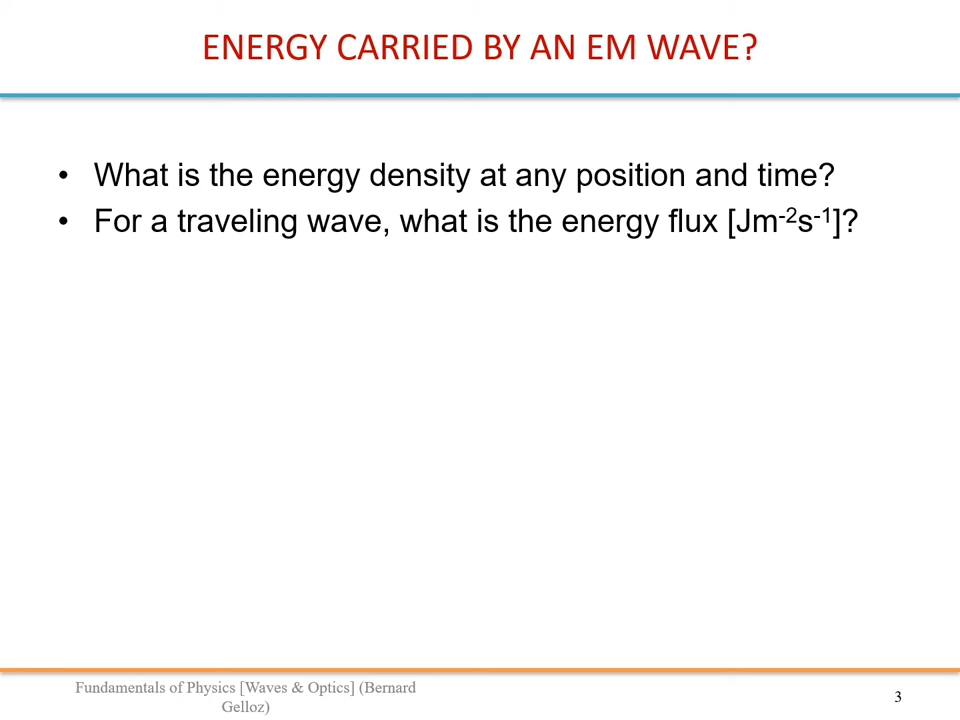 ENERGY CARRIED BY AN EM WAVE?
• What is the energy density at any position and time?
• For a traveling wave, what is the energy flux [Jm⁻²s⁻¹]?
Fundamentals of Physics [Waves & Optics] (Bernard
Gelloz)
3